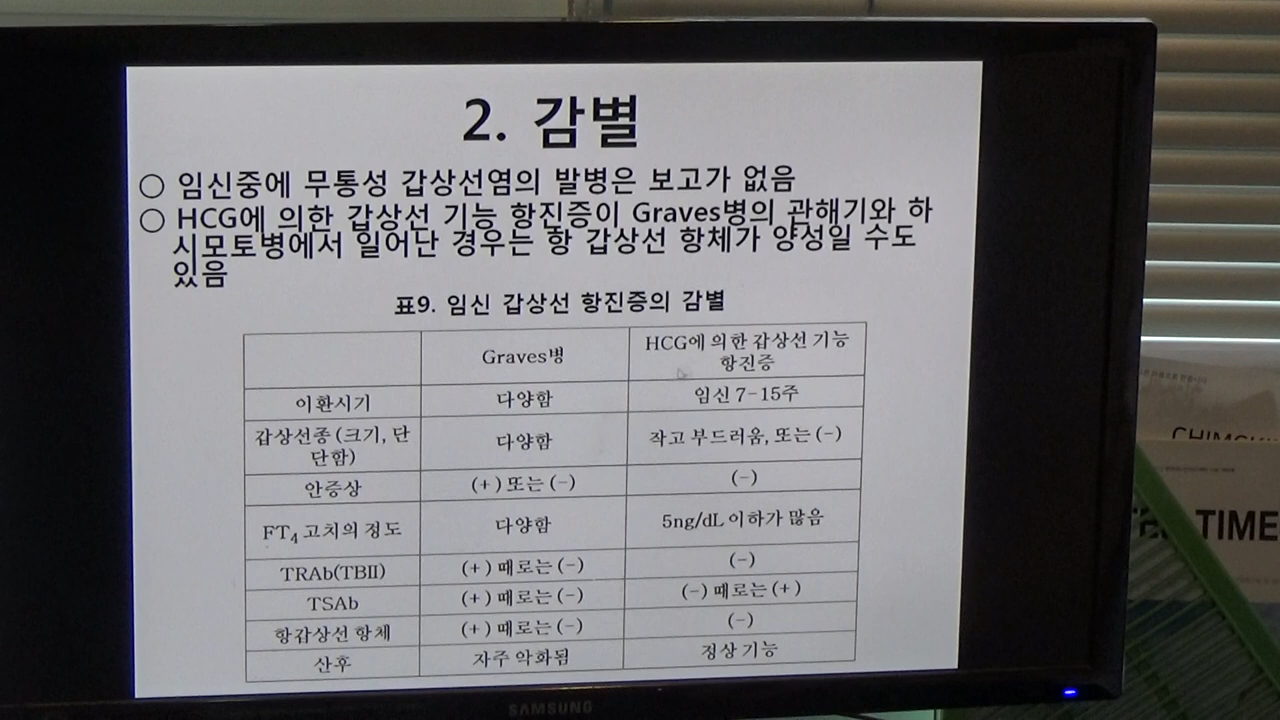 2. 감별
○ 임신중에 무통성 갑상선염의 발병은 보고가 없음
○ HCG에 의한 갑상선 기능 항진증이 Graves병의 관해기와 하
시모토병에서 일어난 경우는 항 갑상선 항체가 양성일 수도
있음
표9. 임신 갑상선 항진증의 감별
Graves병
HCG에 의한 갑상선 기능
항진증
이환시기 다양함 임신 7-15주
갑상선종 (크기, 단
단함)
다양함 작고 부드러움, 또는 (-)
안증상 (+) 또는 (-) (-)
FT4 고치의 정도 다양함 5ng/dL 이하가 많음
TRAb(TBII) (+) 때로는 (-) (-)
TSAb (+) 때로는 (-) (-) 때로는 (+)
항갑상선 항체 (+) 때로는 (-) (-)
산후 자주 악화됨 정상 기능
SAMSUNG
TIME